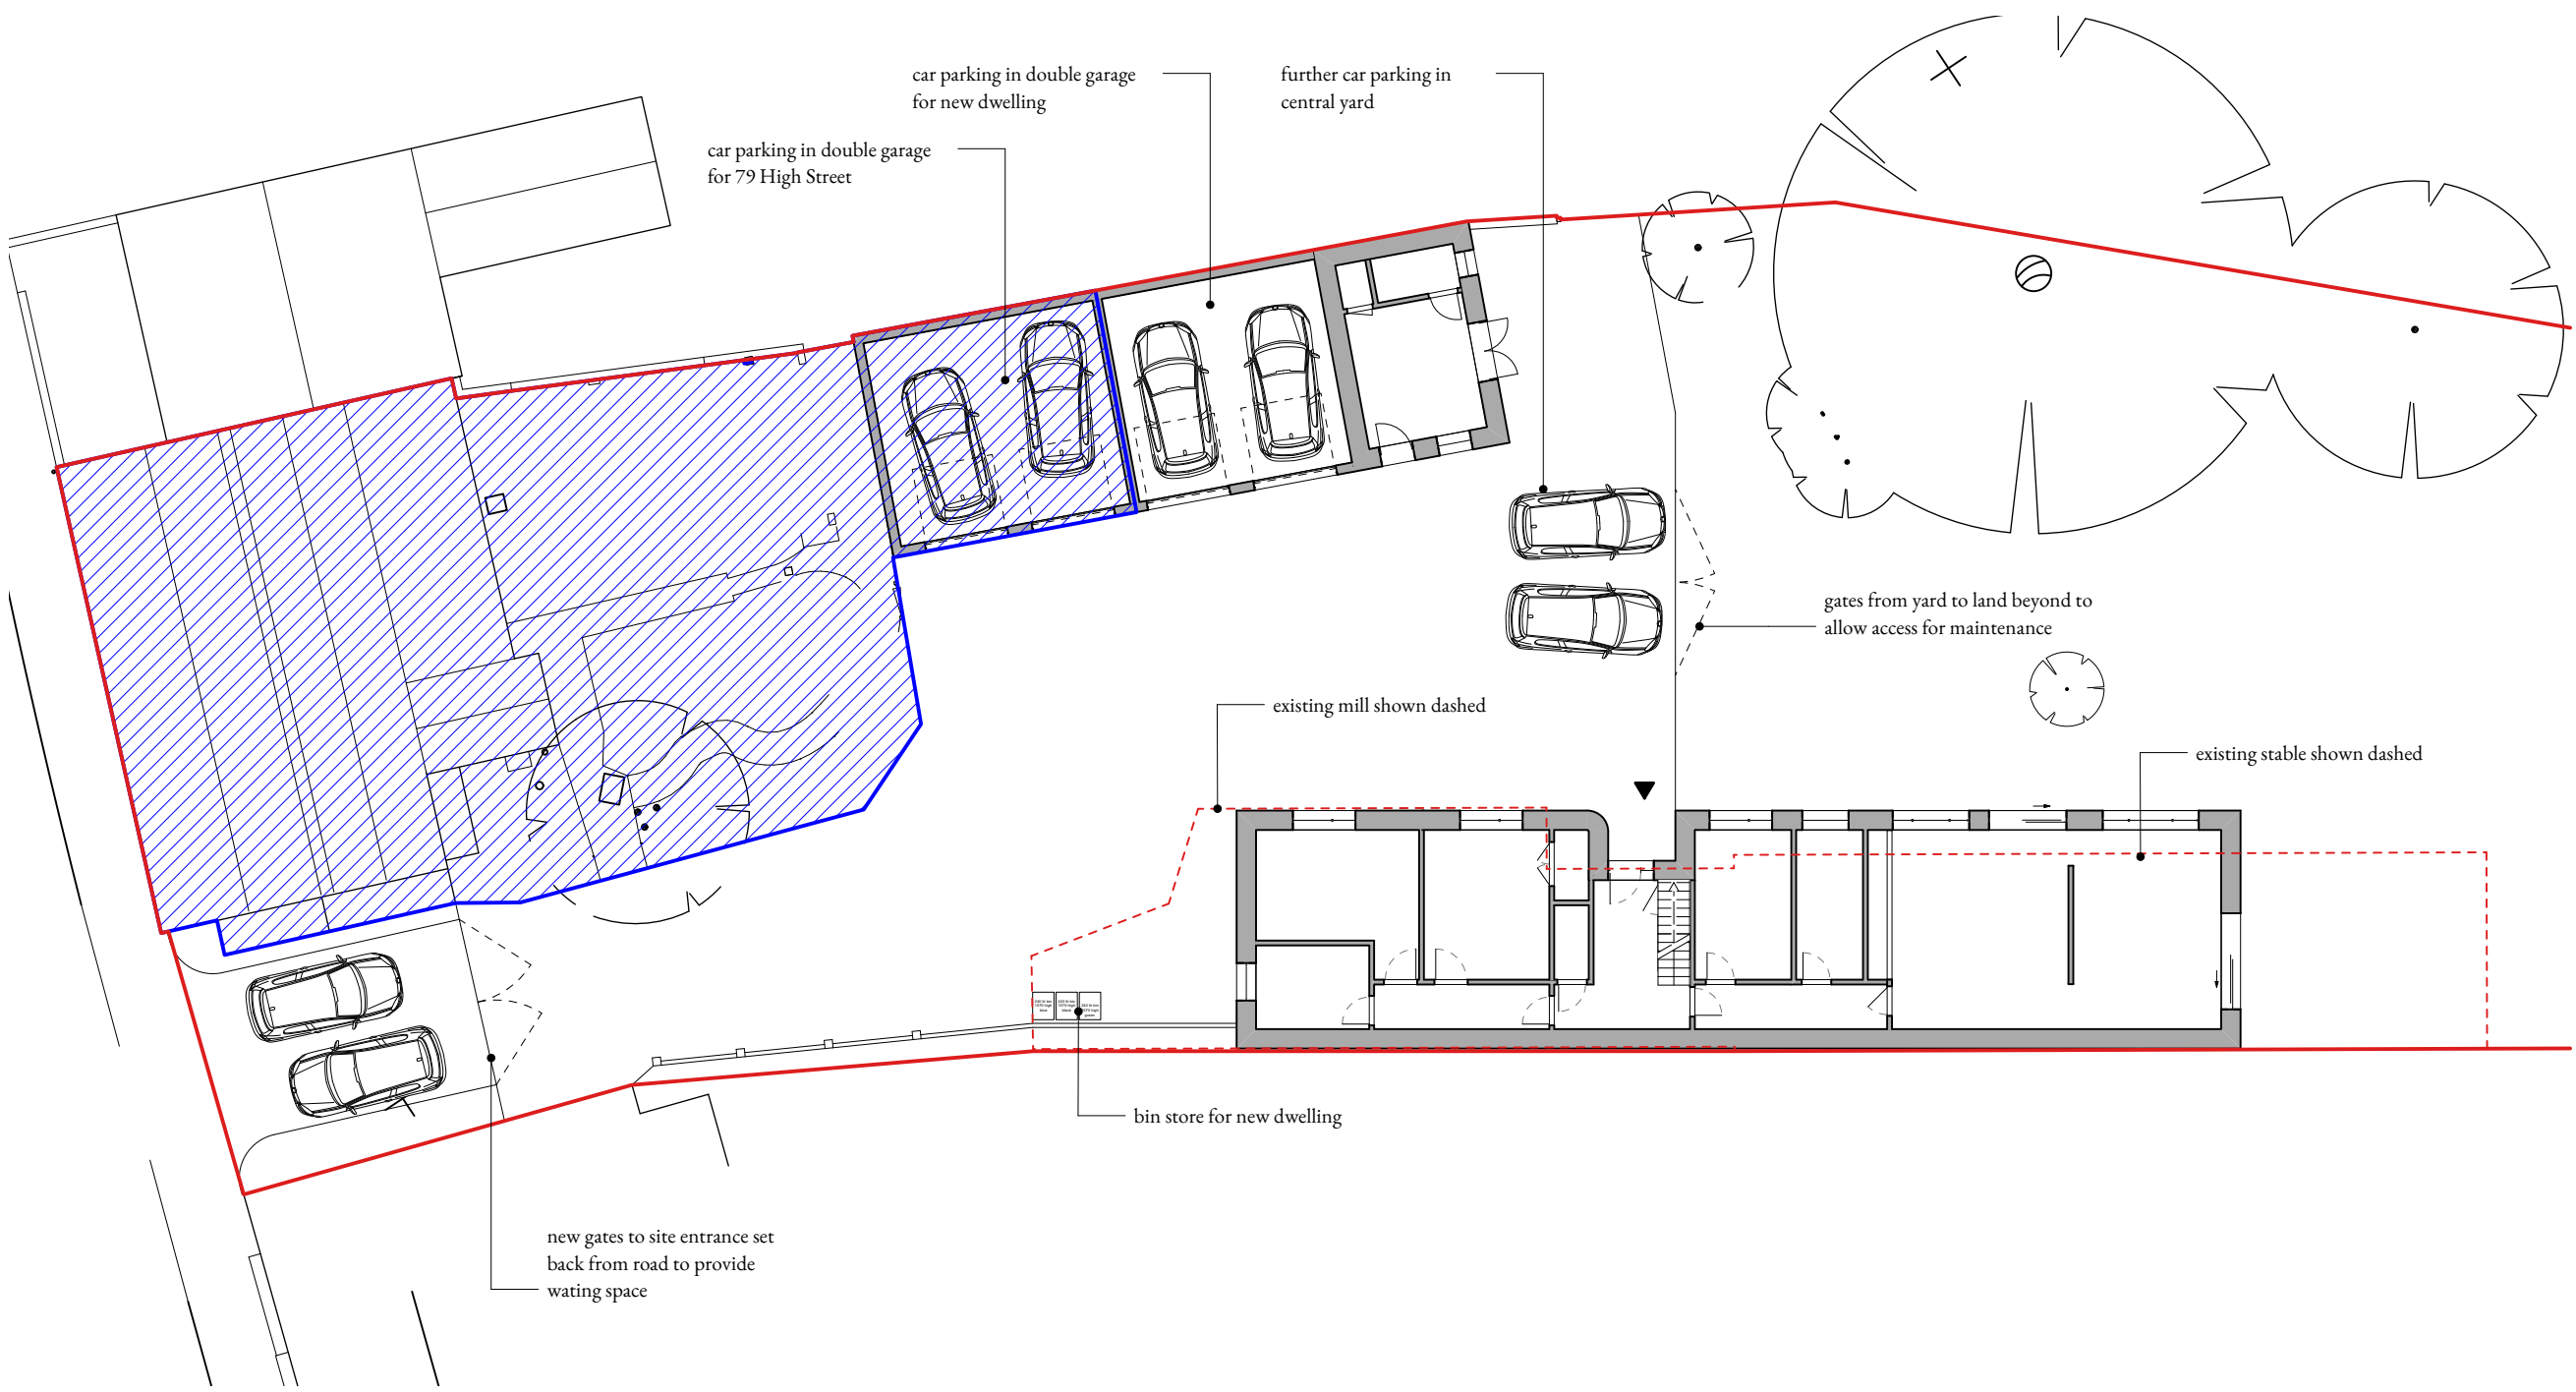 car parking in double garage
for new dwelling
further car parking in
central yard
car parking in double garage
for 79 High Street
gates from yard to land beyond to
allow access for maintenance
existing mill shown dashed
existing stable shown dashed
bin store for new dwelling
new gates to site entrance set
back from road to provide
wating space